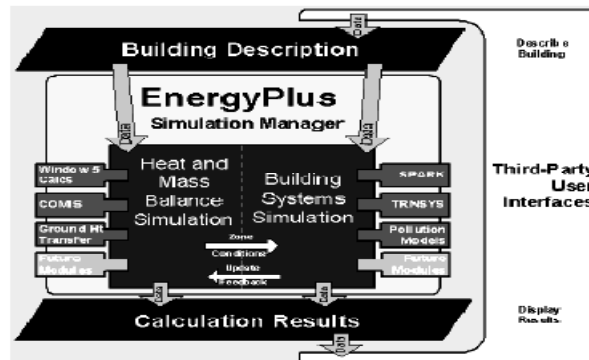 Data
Building Description
Describe
Building
EnergyPlus
Simulation Manager
Data
Data
Window 5
Calcs
COMIS
Ground Ht
Transfer
Future
Modules
Heat and
Mass
Balance
Simulation
Building
Systems
Simulation
Zone
Conditions
Update
Feedback
SPARK
TRNSYS
Pollution
Models
Future
Modules
Third-Party
User
Interfaces
Data
Data
Calculation Results
Display
Results
Data